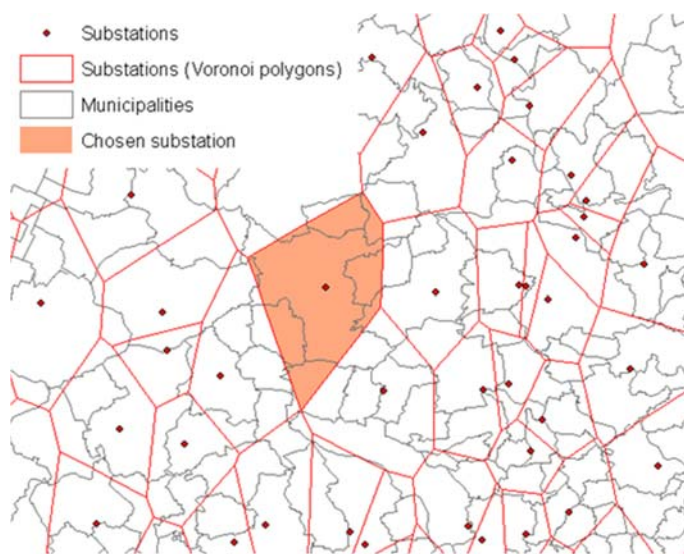 Substations
Substations (Voronoi polygons)
Municipalities
Chosen substation